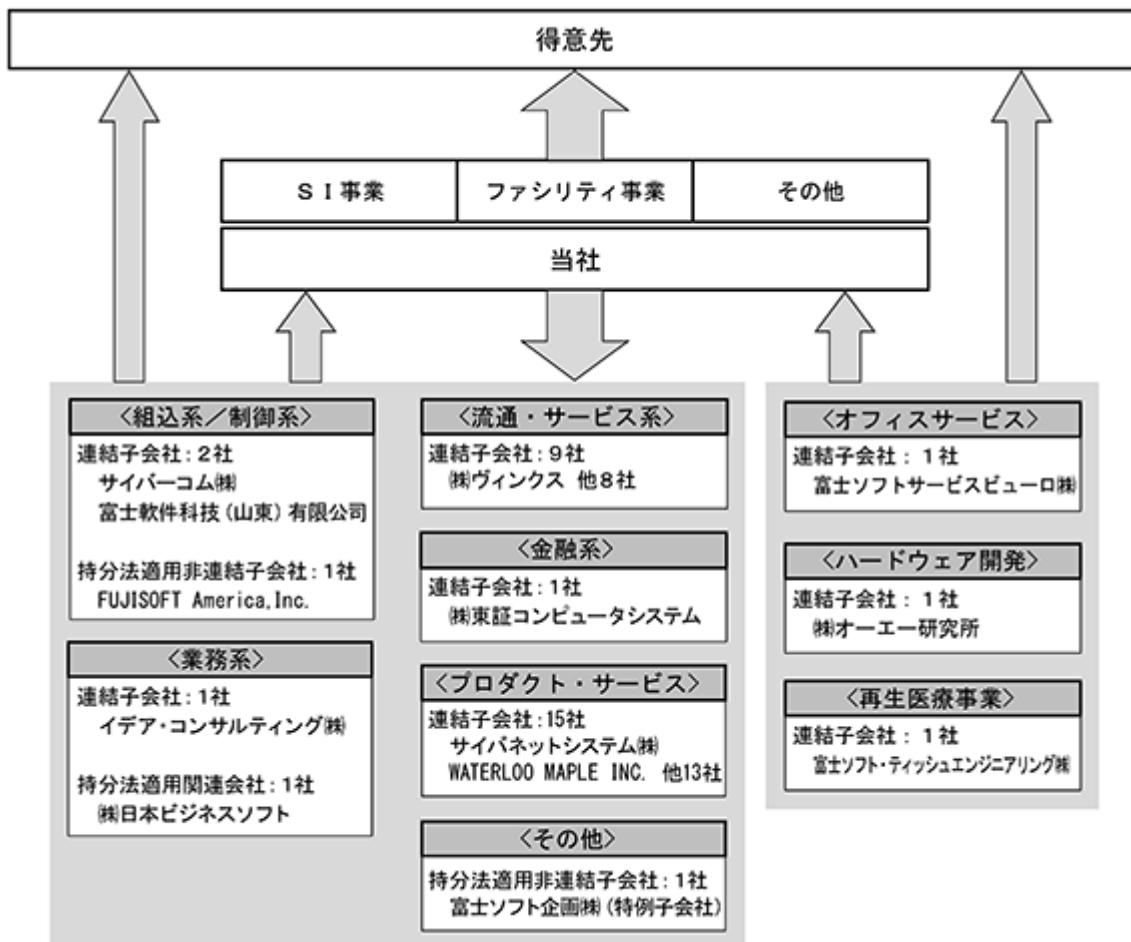 得意先
ＳＩ事業
ファシリティ事業
その他
当社
<組込系／制御系>
連結子会社：2社
サイバーコム㈱
富士軟件科技（山東）有限公司
持分法適用非連結子会社：1社
FUJISOFT America,Inc.
<業務系>
連結子会社：1社
イデア・コンサルティング㈱
持分法適用関連会社：1社
㈱日本ビジネスソフト
<流通・サービス系>
連結子会社：9社
㈱ヴィンクス 他8社
<金融系>
連結子会社：1社
㈱東証コンピュータシステム
<プロダクト・サービス>
連結子会社：15社
サイバネットシステム㈱
WATERLOO MAPLE INC. 他13社
<その他>
持分法適用非連結子会社：1社
富士ソフト企画㈱（特例子会社）
<オフィスサービス>
連結子会社：1社
富士ソフトサービスビューロ㈱
<ハードウェア開発>
連結子会社：1社
㈱オーエー研究所
<再生医療事業>
連結子会社：1社
富士ソフト・ティッシュエンジニアリング㈱